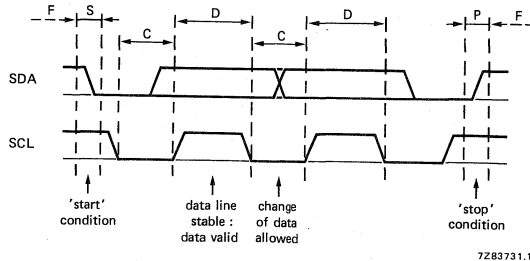 F S D D P F
C C
SDA
SCL
'start'
condition
data line
stable :
data valid
change
of data
allowed
'stop'
condition
7Z83731.1